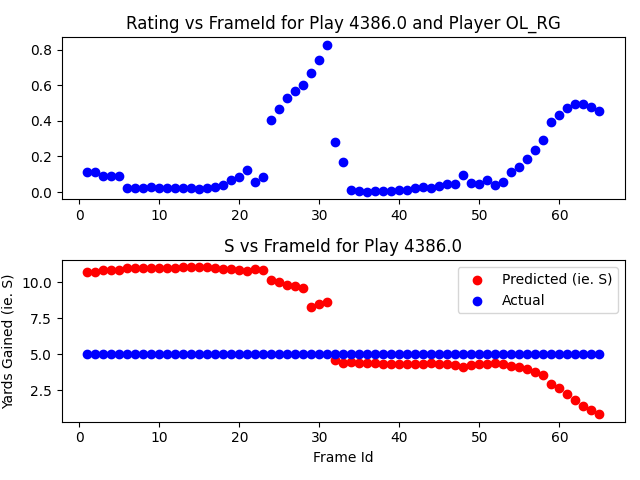 Rating vs FrameId for Play 4386.0 and Player OL_RG
0.8
0.6
0.4
0.2
0.0
0 10 20 30 40 50 60
S vs FrameId for Play 4386.0
Yards Gained (ie. S)
10.0
7.5
5.0
2.5
Predicted (ie. S)
Actual
0 10 20 30 40 50 60
Frame Id